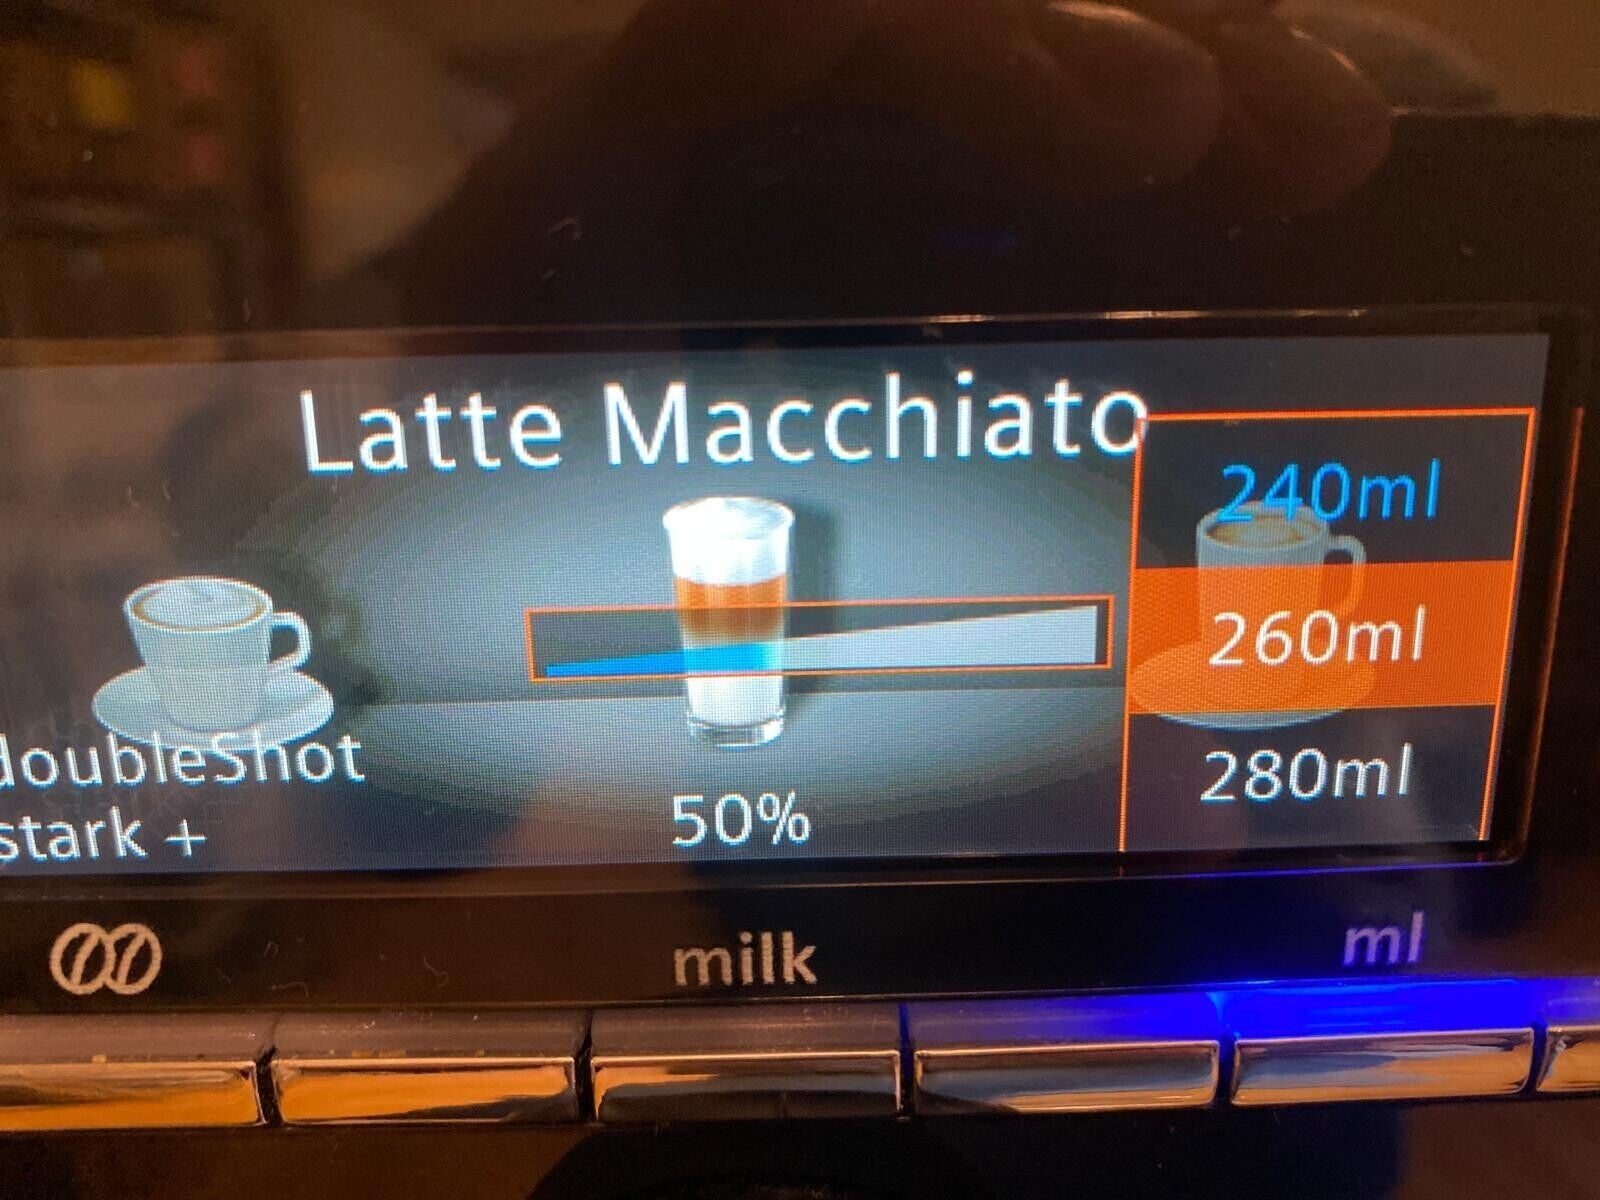 Latte Macchiato
240ml
260ml
280ml
doubleShot
stark +
50%
milk
ml